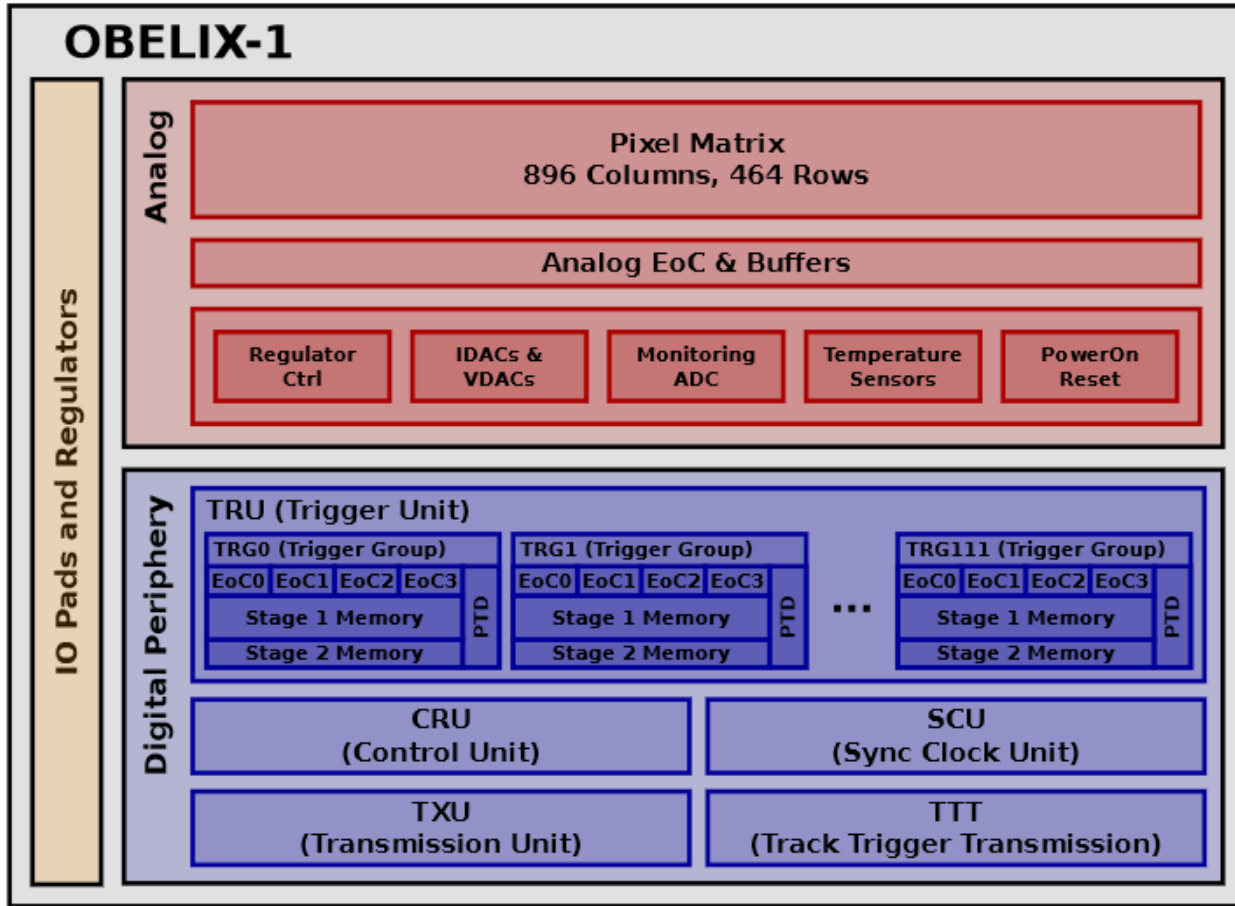 OBELIX-1
IO Pads and Regulators
Analog
Pixel Matrix
896 Columns, 464 Rows
Analog EoC & Buffers
Regulator
Ctrl
IDACs &
VDACs
Monitoring
ADC
Temperature
Sensors
PowerOn
Reset
Digital Periphery
TRU (Trigger Unit)
TRG0 (Trigger Group)
EoC0 EoC1 EoC2 EoC3
Stage 1 Memory
Stage 2 Memory
PTD
TRG1 (Trigger Group)
EoC0 EoC1 EoC2 EoC3
Stage 1 Memory
Stage 2 Memory
PTD
...
TRG111 (Trigger Group)
EoC0 EoC1 EoC2 EoC3
Stage 1 Memory
Stage 2 Memory
PTD
CRU
(Control Unit)
SCU
(Sync Clock Unit)
TXU
(Transmission Unit)
TTT
(Track Trigger Transmission)